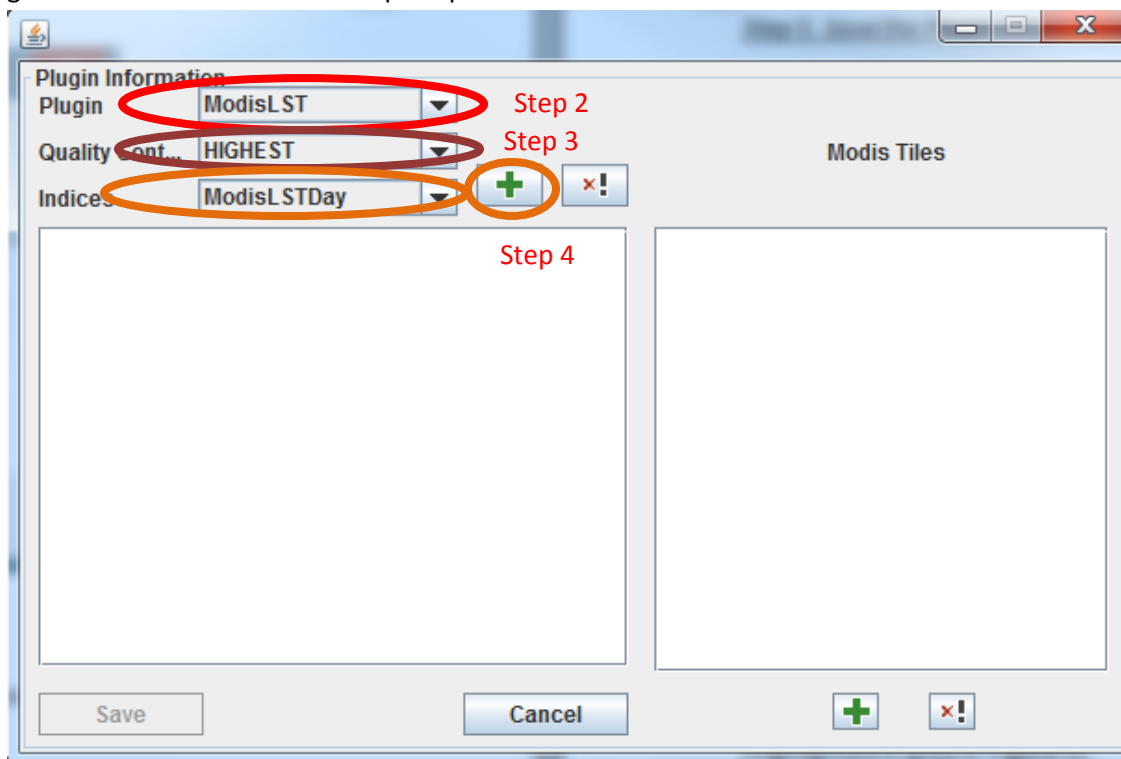 Plugin Information
Plugin ModisLST Step 2
Quality Cont... HIGHEST Step 3
Modis Tiles
Indices ModisLSTDay
Step 4
Save Cancel